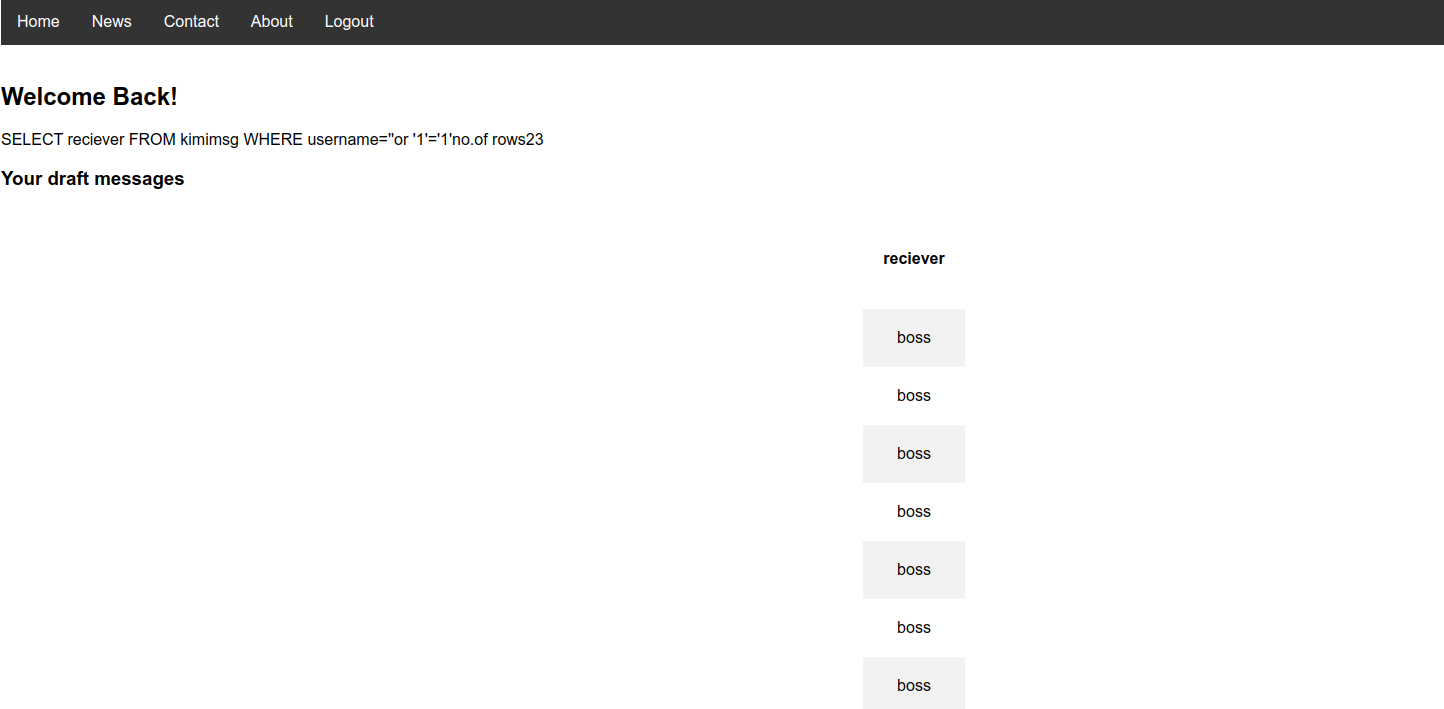 Home News Contact About Logout
Welcome Back!
SELECT reciever FROM kimimsg WHERE username=''or '1'='1'no.of rows23
Your draft messages
reciever
boss
boss
boss
boss
boss
boss
boss